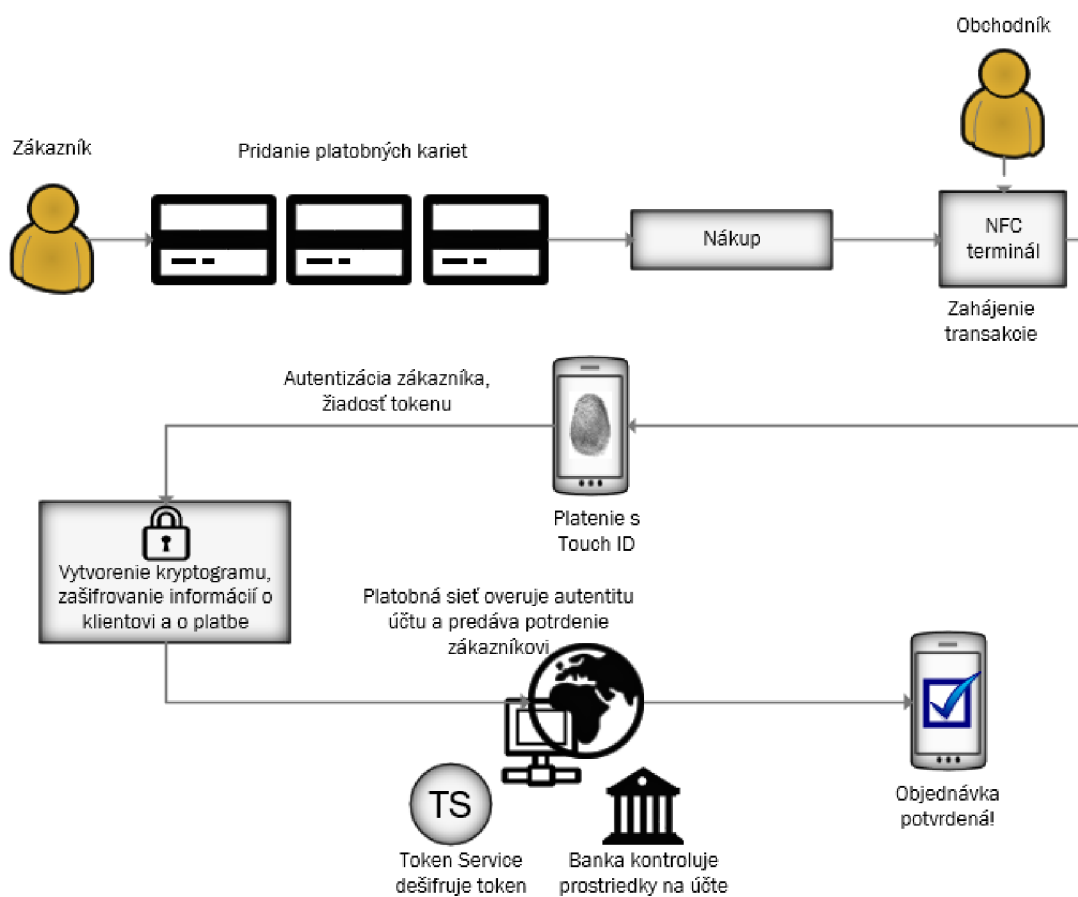 Obchodník
Zákazník
Pridanie platobných kariet
Nákup
NFC
terminál
Zahájenie
transakcie
Autentizácia zákazníka,
žiadosť tokenu
Platenie s
Touch ID
Vytvorenie kryptogramu,
zašifrovanie informácií o
klientovi a o platbe
Platobná sieť overuje autentitu
účtu a predáva potrdenie
zákazníkovi
TS
Token Service
dešifruje token
Banka kontroluje
prostriedky na účte
Objednávka
potvrdená!